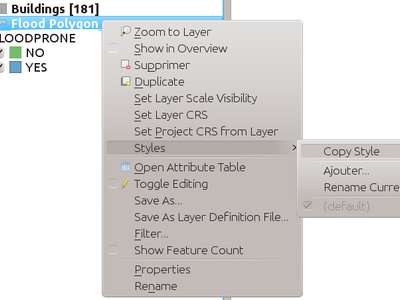 Buildings [181]
Flood Polygon
LOODPRONE
NO
YES
Zoom to Layer
Show in Overview
Supprimer
Duplicate
Set Layer Scale Visibility
Set Layer CRS
Set Project CRS from Layer
Styles
Copy Style
Open Attribute Table
Ajouter...
Toggle Editing
Rename Curre
Save As...
(default)
Save As Layer Definition File...
Filter...
Show Feature Count
Properties
Rename